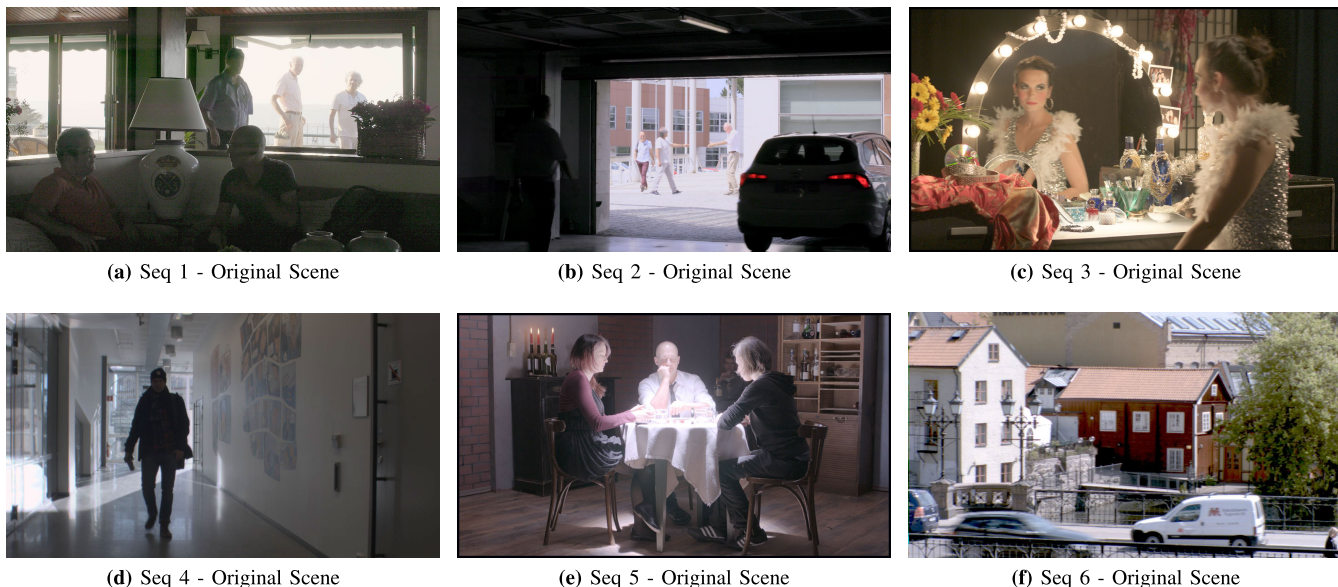 (a) Seq 1 - Original Scene
(b) Seq 2 - Original Scene
(c) Seq 3 - Original Scene
(d) Seq 4 - Original Scene
(e) Seq 5 - Original Scene
(f) Seq 6 - Original Scene